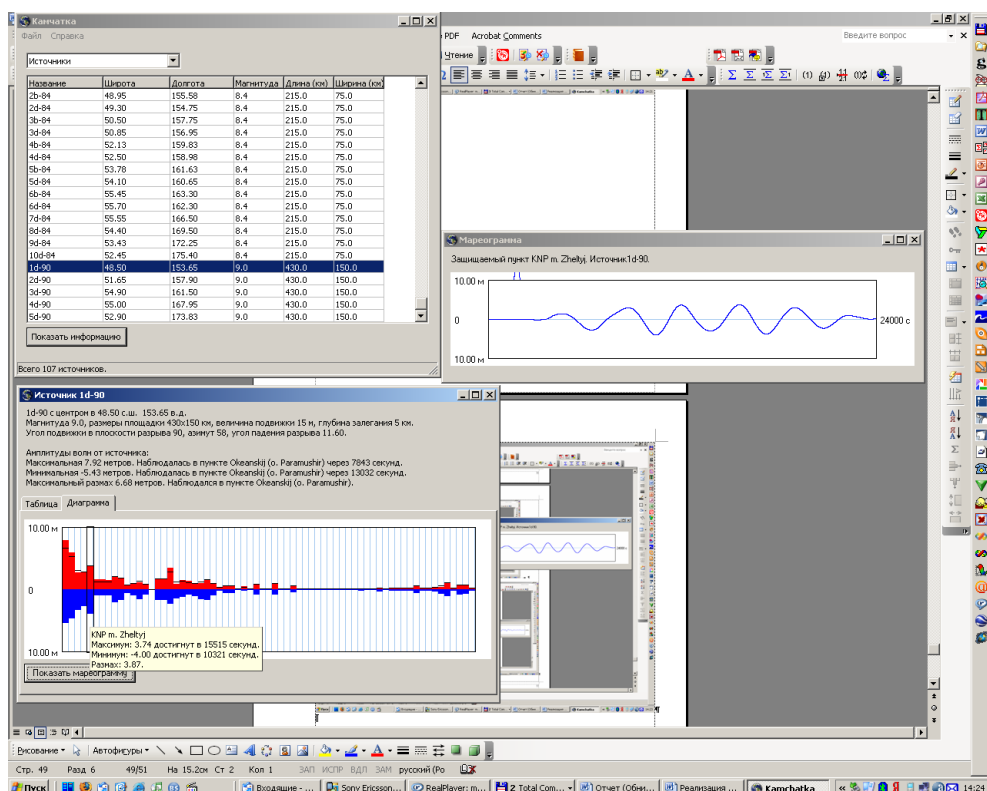 Камчатка
Файл Справка
Источники
Название Широта Долгота Магнитуда Длина (км) Ширина (км)
2b-84 48.95 155.58 8.4 215.0 75.0
2d-84 49.30 154.75 8.4 215.0 75.0
3b-84 50.50 157.75 8.4 215.0 75.0
3d-84 50.85 156.95 8.4 215.0 75.0
4b-84 52.13 159.83 8.4 215.0 75.0
4d-84 52.50 158.98 8.4 215.0 75.0
5b-84 53.78 161.63 8.4 215.0 75.0
5d-84 54.10 160.65 8.4 215.0 75.0
6b-84 55.45 163.30 8.4 215.0 75.0
6d-84 55.70 162.30 8.4 215.0 75.0
7d-84 55.55 166.50 8.4 215.0 75.0
8d-84 54.40 169.50 8.4 215.0 75.0
9d-84 53.43 172.25 8.4 215.0 75.0
10d-84 52.45 175.40 8.4 215.0 75.0
1d-90 48.50 153.65 9.0 430.0 150.0
2d-90 51.65 157.90 9.0 430.0 150.0
3d-90 54.90 161.50 9.0 430.0 150.0
4d-90 55.00 167.95 9.0 430.0 150.0
5d-90 52.90 173.83 9.0 430.0 150.0
Показать информацию
Всего 107 источников.
PDF Acrobat Comments
Введите вопрос
Чтение
Мареограмма
Защищаемый пункт KNP m. Zheltyj. Источник1d-90.
10.00 м
0
24000 с
10.00 м
Источник 1d-90
1d-90 с центром в 48.50 с.ш. 153.65 в.д.
Магнитуда 9.0, размеры площадки 430x150 км, величина подвижки 15 м, глубина залегания 5 км.
Угол подвижки в плоскости разрыва 90, азимут 58, угол падения разрыва 11.60.
Амплитуды волн от источника:
Максимальная 7.92 метров. Наблюдалась в пункте Okeanskij (o. Paramushir) через 7843 секунд.
Минимальная -5.43 метров. Наблюдалась в пункте Okeanskij (o. Paramushir) через 13032 секунд.
Максимальный размах 6.68 метров. Наблюдался в пункте Okeanskij (o. Paramushir).
Таблица Диаграмма
10.00 м
0
10.00 м
KNP m. Zheltyj
Максимум: 3.74 достигнут в 15515 секунд.
Минимум: -4.00 достигнут в 10321 секунд.
Размах: 3.87.
Показать мареограмму
Рисование Автофигуры
Стр. 49 Разд 6 49/51 На 15.2см Ст 2 Кол 1 ЗАП ИСПР ВДЛ ЗАМ русский (Ро
Пуск Входящие - ... Sony Ericsson... RealPlayer: m... 2 Total Com... Отчет (Обни... Реализация ... Kamchatka 14:24